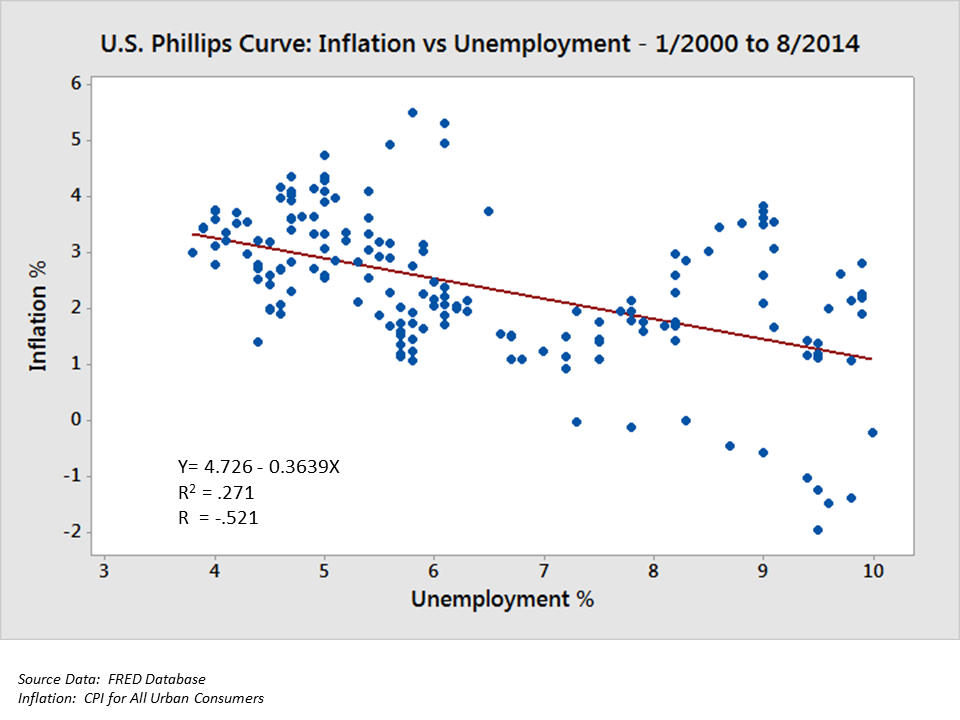 U.S. Phillips Curve: Inflation vs Unemployment - 1/2000 to 8/2014
6
5
4
3
2
1
0
-1
-2
Inflation %
Y= 4.726 - 0.3639X
R² = .271
R = -.521
3 4 5 6 7 8 9 10
Unemployment %
Source Data: FRED Database
Inflation: CPI for All Urban Consumers